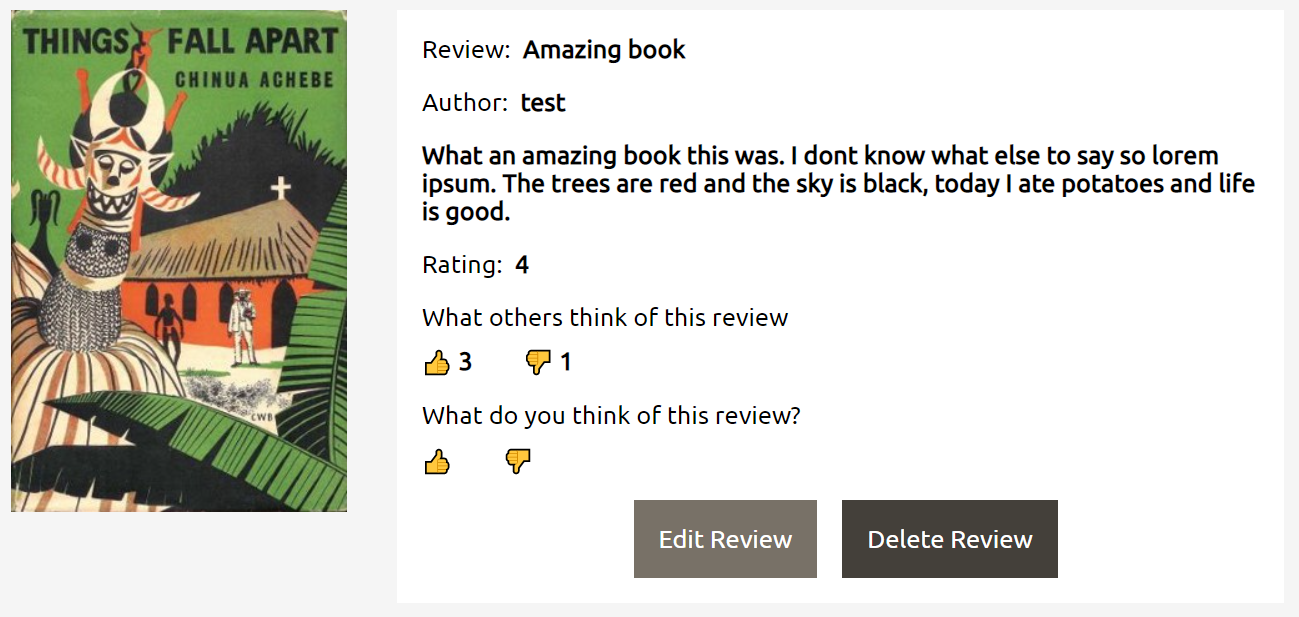 THINGS FALL APART
CHINUA ACHEBE
CWB
Review: Amazing book
Author: test
What an amazing book this was. I dont know what else to say so lorem
ipsum. The trees are red and the sky is black, today I ate potatoes and life
is good.
Rating: 4
What others think of this review
👍 3 👎 1
What do you think of this review?
👍 👎
Edit Review Delete Review